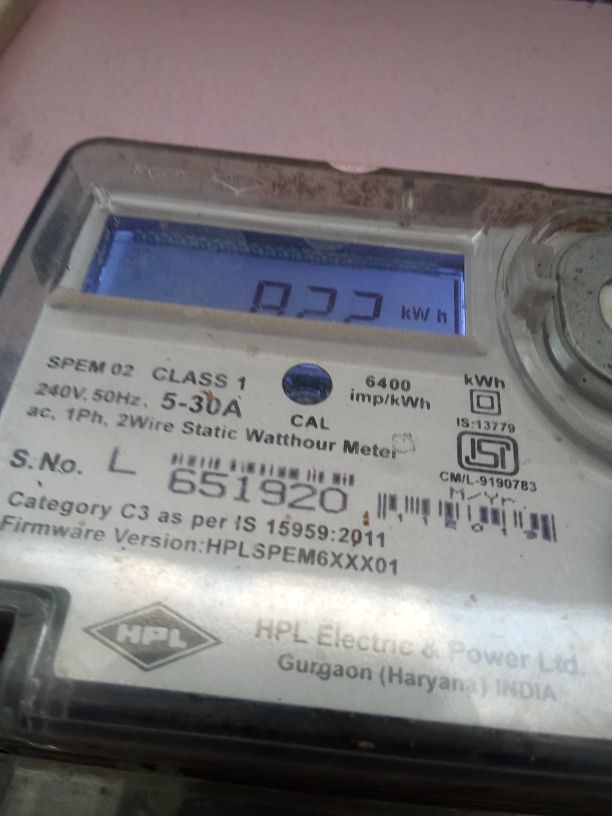 822 kWh
SPEM 02 CLASS 1
240V, 50Hz, 5-30A
ac, 1Ph, 2Wire Static Watthour Meter
CAL
6400
imp/kWh
kWh
IS:13779
ISI
CM/L-9190783
S.No. L 651920
M-Yr.
Category C3 as per IS 15959:2011
Firmware Version:HPLSPEM6XXX01
HPL
HPL Electric & Power Ltd.
Gurgaon (Haryana) INDIA